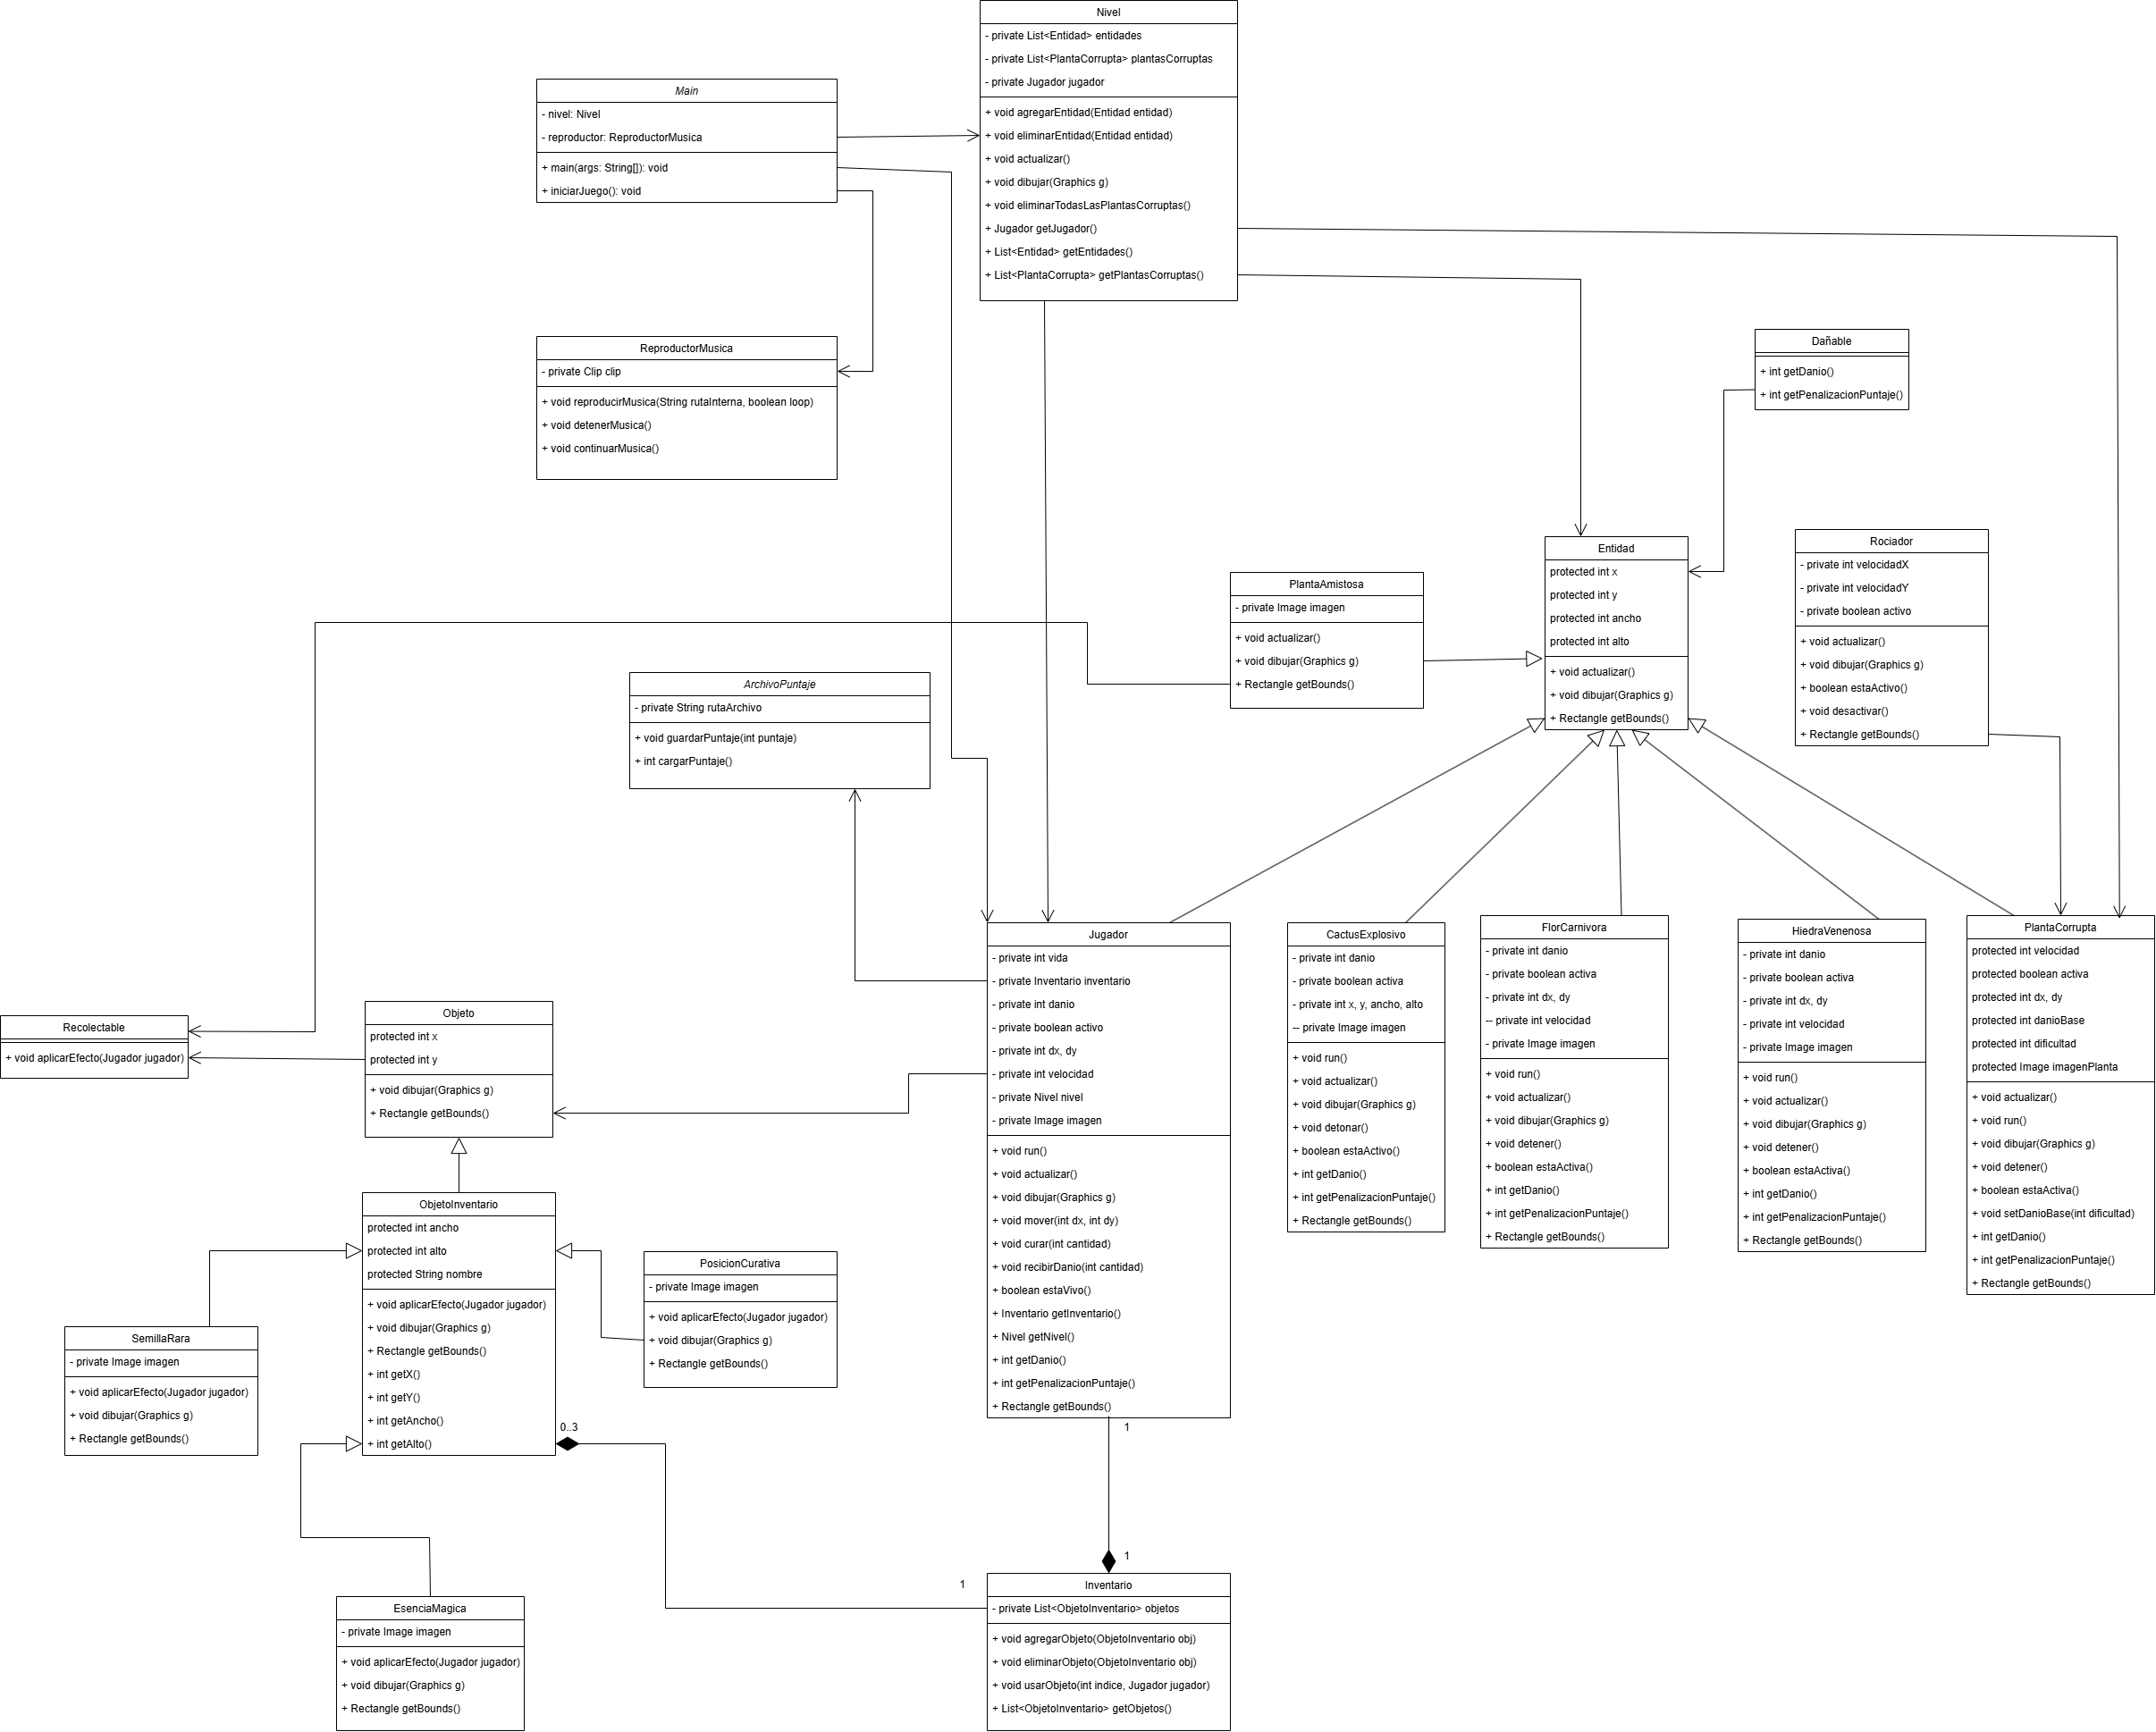 Nivel
- private List<Entidad> entidades
- private List<PlantaCorrupta> plantasCorruptas
- private Jugador jugador
+ void agregarEntidad(Entidad entidad)
+ void eliminarEntidad(Entidad entidad)
+ void actualizar()
+ void dibujar(Graphics g)
+ void eliminarTodasLasPlantasCorruptas()
+ Jugador getJugador()
+ List<Entidad> getEntidades()
+ List<PlantaCorrupta> getPlantasCorruptas()
Main
- nivel: Nivel
- reproductor: ReproductorMusica
+ main(args: String[]): void
+ iniciarJuego(): void
ReproductorMusica
- private Clip clip
+ void reproducirMusica(String rutaInterna, boolean loop)
+ void detenerMusica()
+ void continuarMusica()
Dañable
+ int getDanio()
+ int getPenalizacionPuntaje()
Entidad
protected int x
protected int y
protected int ancho
protected int alto
+ void actualizar()
+ void dibujar(Graphics g)
+ Rectangle getBounds()
Rociador
- private int velocidadX
- private int velocidadY
- private boolean activo
+ void actualizar()
+ void dibujar(Graphics g)
+ boolean estaActivo()
+ void desactivar()
+ Rectangle getBounds()
PlantaAmistosa
- private Image imagen
+ void actualizar()
+ void dibujar(Graphics g)
+ Rectangle getBounds()
ArchivoPuntaje
- private String rutaArchivo
+ void guardarPuntaje(int puntaje)
+ int cargarPuntaje()
Recolectable
+ void aplicarEfecto(Jugador jugador)
Objeto
protected int x
protected int y
+ void dibujar(Graphics g)
+ Rectangle getBounds()
Jugador
- private int vida
- private Inventario inventario
- private int danio
- private boolean activo
- private int dx, dy
- private int velocidad
- private Nivel nivel
- private Image imagen
+ void run()
+ void actualizar()
+ void dibujar(Graphics g)
+ void mover(int dx, int dy)
+ void curar(int cantidad)
+ void recibirDanio(int cantidad)
+ boolean estaVivo()
+ Inventario getInventario()
+ Nivel getNivel()
+ int getDanio()
+ int getPenalizacionPuntaje()
+ Rectangle getBounds()
CactusExplosivo
- private int danio
- private boolean activa
- private int x, y, ancho, alto
-- private Image imagen
+ void run()
+ void actualizar()
+ void dibujar(Graphics g)
+ void detonar()
+ boolean estaActivo()
+ int getDanio()
+ int getPenalizacionPuntaje()
+ Rectangle getBounds()
FlorCarnivora
- private int danio
- private boolean activa
- private int dx, dy
-- private int velocidad
- private Image imagen
+ void run()
+ void actualizar()
+ void dibujar(Graphics g)
+ void detener()
+ boolean estaActiva()
+ int getDanio()
+ int getPenalizacionPuntaje()
+ Rectangle getBounds()
HiedraVenenosa
- private int danio
- private boolean activa
- private int dx, dy
- private int velocidad
- private Image imagen
+ void run()
+ void actualizar()
+ void dibujar(Graphics g)
+ void detener()
+ boolean estaActiva()
+ int getDanio()
+ int getPenalizacionPuntaje()
+ Rectangle getBounds()
PlantaCorrupta
protected int velocidad
protected boolean activa
protected int dx, dy
protected int danioBase
protected int dificultad
protected Image imagenPlanta
+ void actualizar()
+ void run()
+ void dibujar(Graphics g)
+ void detener()
+ boolean estaActiva()
+ void setDanioBase(int dificultad)
+ int getDanio()
+ int getPenalizacionPuntaje()
+ Rectangle getBounds()
ObjetoInventario
protected int ancho
protected int alto
protected String nombre
+ void aplicarEfecto(Jugador jugador)
+ void dibujar(Graphics g)
+ Rectangle getBounds()
+ int getX()
+ int getY()
+ int getAncho()
+ int getAlto()
PosicionCurativa
- private Image imagen
+ void aplicarEfecto(Jugador jugador)
+ void dibujar(Graphics g)
+ Rectangle getBounds()
SemillaRara
- private Image imagen
+ void aplicarEfecto(Jugador jugador)
+ void dibujar(Graphics g)
+ Rectangle getBounds()
0..3
1
1
1
EsenciaMagica
- private Image imagen
+ void aplicarEfecto(Jugador jugador)
+ void dibujar(Graphics g)
+ Rectangle getBounds()
Inventario
- private List<ObjetoInventario> objetos
+ void agregarObjeto(ObjetoInventario obj)
+ void eliminarObjeto(ObjetoInventario obj)
+ void usarObjeto(int indice, Jugador jugador)
+ List<ObjetoInventario> getObjetos()